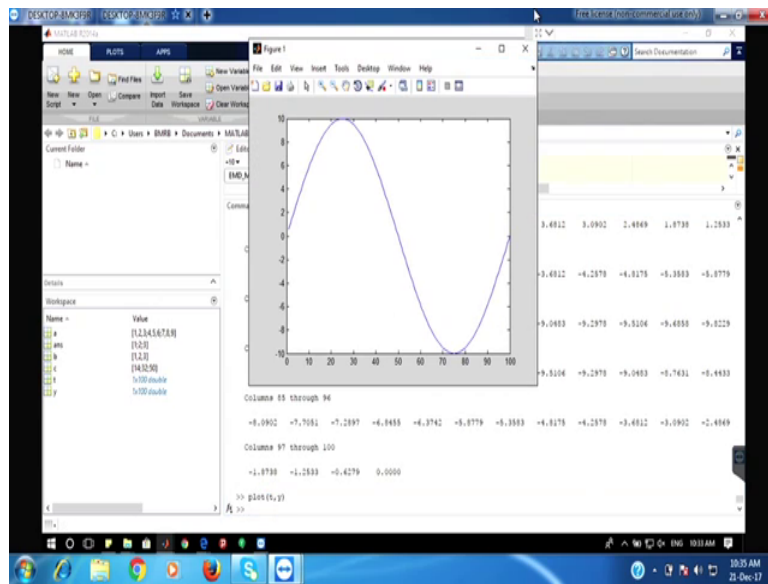 DESKTOP-8MK3F9R DESKTOP-8MK3F9R Free license (non-commercial use only)
MATLAB R2014a
HOME PLOTS APPS Search Documentation
New Script New Open Find Files Compare Import Data Save Workspace New Variable Open Variable Clear Workspace
FILE VARIABLE
C: Users BMRB Documents MATLAB
Current Folder
Name
Details
Workspace
Name Value
a [1,2,3;4,5,6;7,8,9]
ans [1;2;3]
b [1,2,3]
c [14;32;50]
t 1x100 double
y 1x100 double
Figure 1
File Edit View Insert Tools Desktop Window Help
10
8
6
4
2
0
-2
-4
-6
-8
-10
0 10 20 30 40 50 60 70 80 90 100
3.6812 3.0902 2.4869 1.8738 1.2533
-3.6812 -4.2578 -4.8175 -5.3583 -5.8779
-9.0483 -9.2978 -9.5106 -9.6858 -9.8229
-9.5106 -9.2978 -9.0483 -8.7631 -8.4433
Columns 85 through 96
-8.0902 -7.7051 -7.2897 -6.8455 -6.3742 -5.8779 -5.3583 -4.8175 -4.2578 -3.6812 -3.0902 -2.4869
Columns 97 through 100
-1.8738 -1.2533 -0.6279 0.0000
>> plot(t,y)
fx >>
ENG 10:33 AM
10:35 AM
21-Dec-17